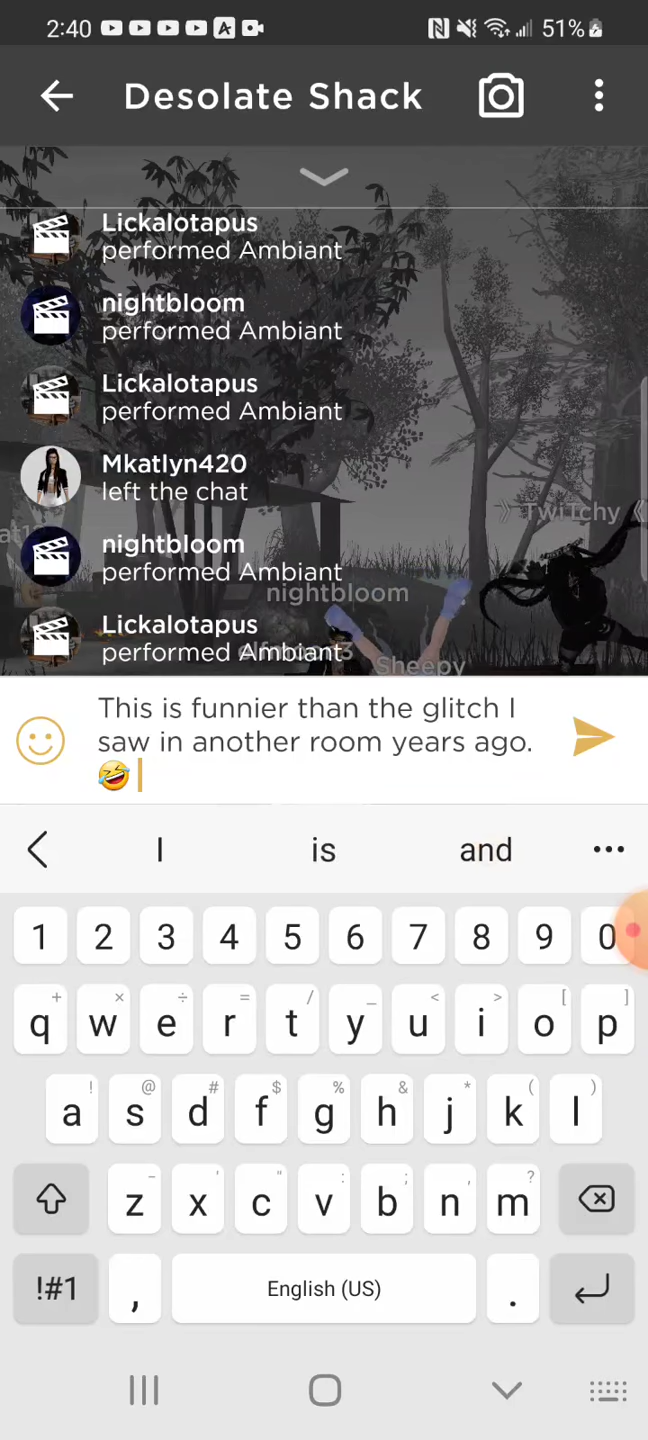 2:40 51%
Desolate Shack
Lickalotapus
performed Ambiant
nightbloom
performed Ambiant
Lickalotapus
performed Ambiant
Mkatlyn420
left the chat
》TwiTchy《
nightbloom
performed Ambiant
nightbloom
Lickalotapus
performed Ambiant
Sheepy
This is funnier than the glitch I
saw in another room years ago.
🤣
I is and
1 2 3 4 5 6 7 8 9 0
+ × ÷ = / _ < > [ ]
q w e r t y u i o p
! @ # $ % & * ( )
a s d f g h j k l
- ' " : ; , ?
z x c v b n m
!#1 , English (US) .